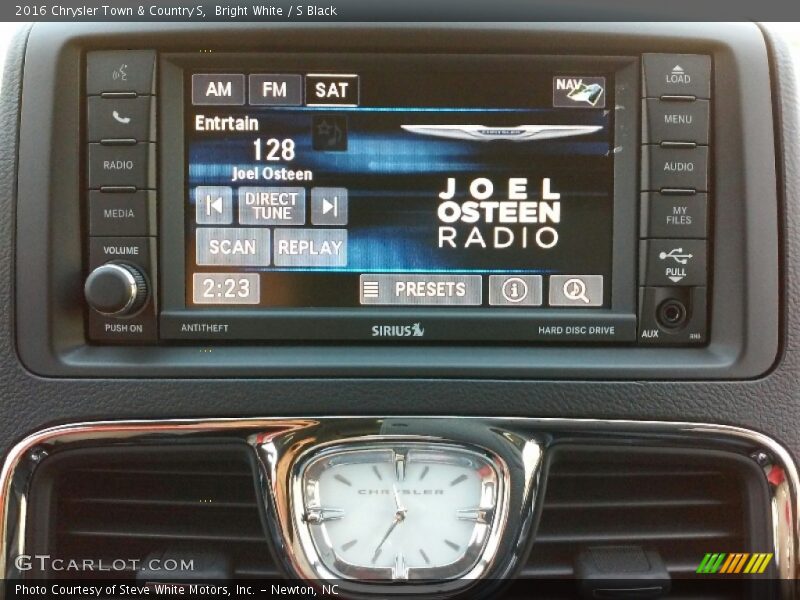 2016 Chrysler Town & Country S,  Bright White / S Black
LOAD
AM FM SAT NAV
MENU
Entrtain
128
Joel Osteen
RADIO
AUDIO
DIRECT TUNE
JOEL
OSTEEN
RADIO
MEDIA
MY FILES
SCAN REPLAY
VOLUME
PULL
2:23 PRESETS
PUSH ON
ANTITHEFT SIRIUS HARD DISC DRIVE
AUX
CHRYSLER
GTCARLOT.COM
Photo Courtesy of Steve White Motors, Inc. - Newton, NC